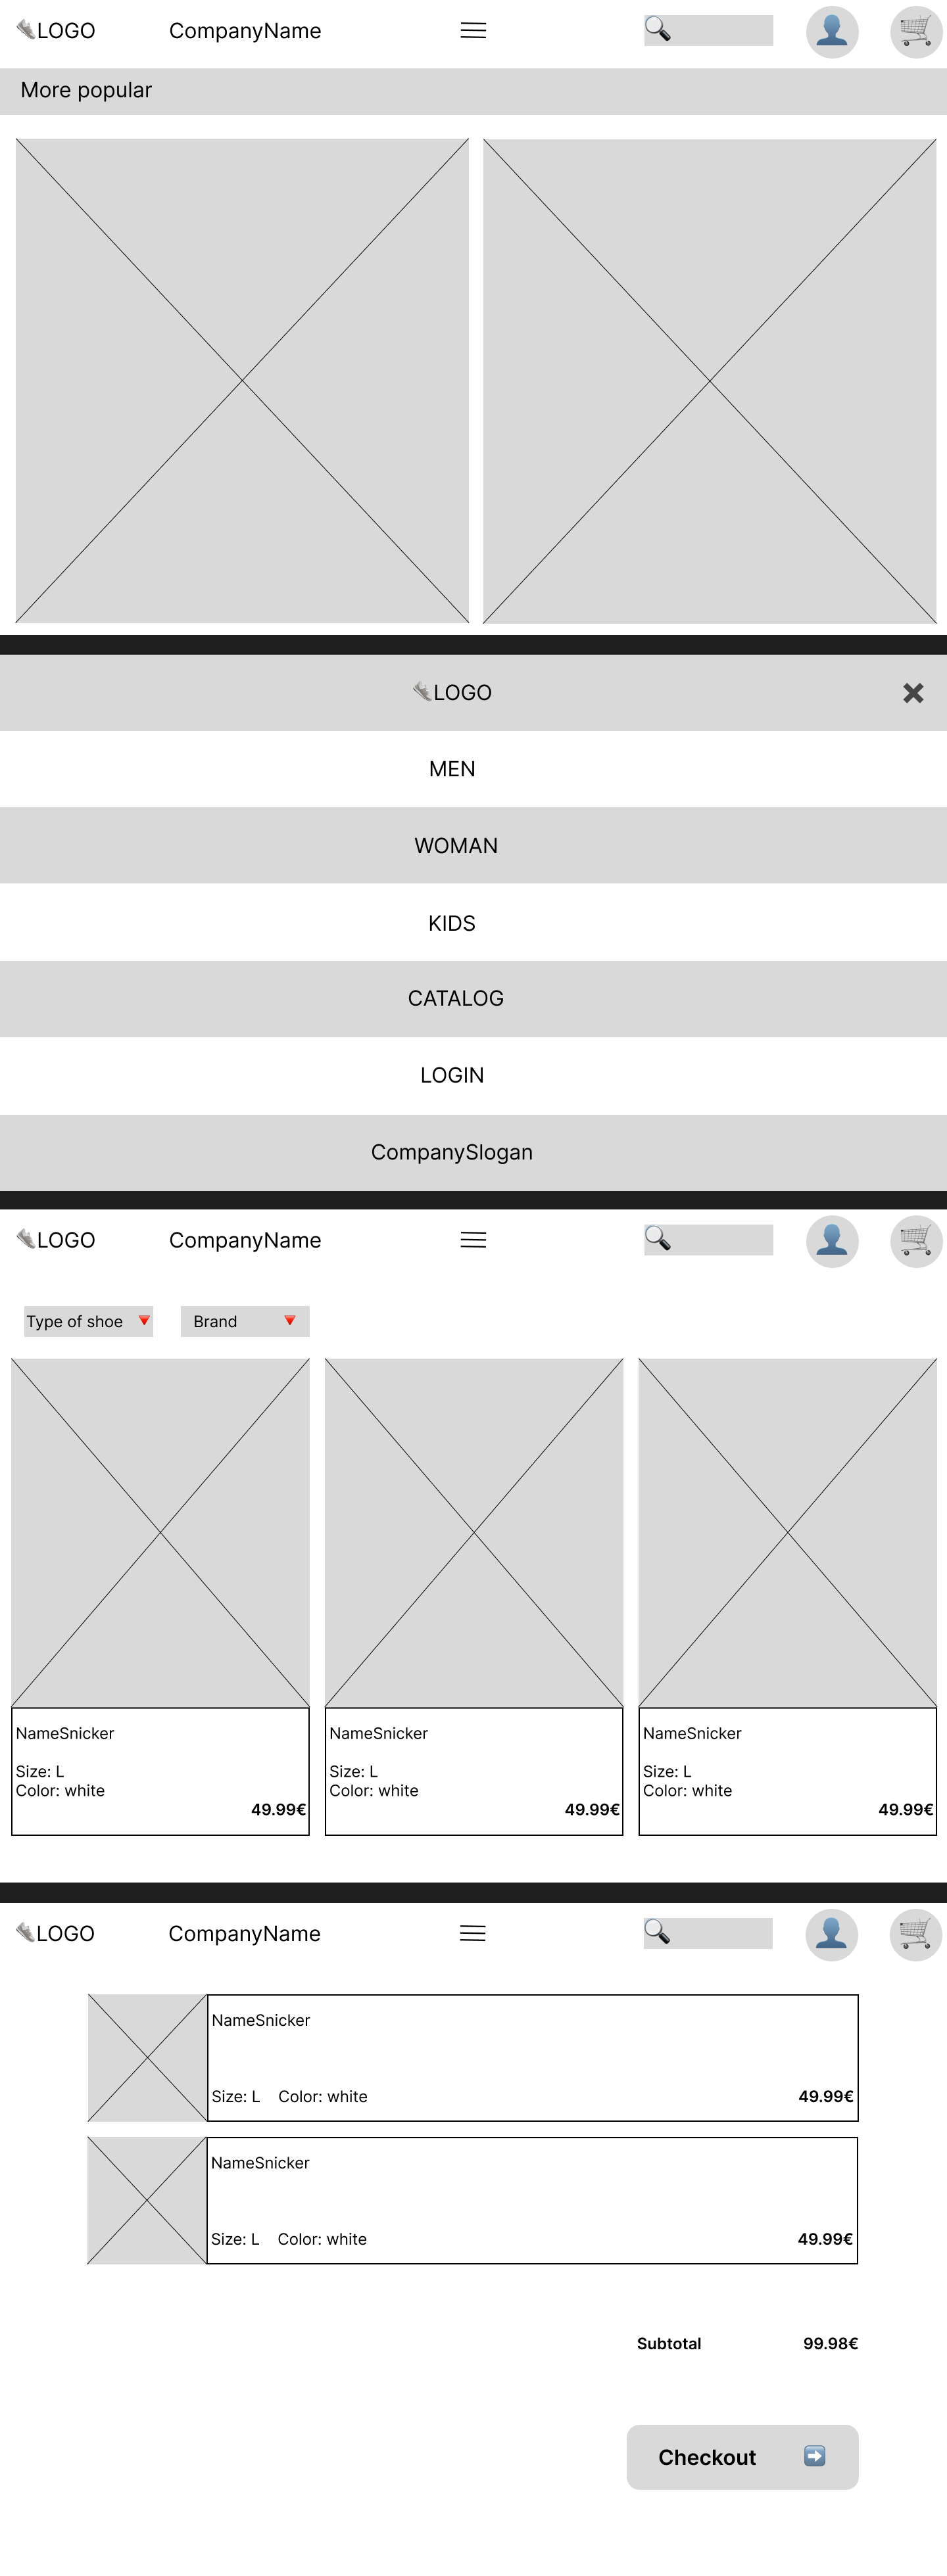 LOGO CompanyName
More popular
LOGO
MEN
WOMAN
KIDS
CATALOG
LOGIN
CompanySlogan
LOGO CompanyName
Type of shoe Brand
NameSnicker
Size: L
Color: white
49.99€
NameSnicker
Size: L
Color: white
49.99€
NameSnicker
Size: L
Color: white
49.99€
LOGO CompanyName
NameSnicker
Size: L Color: white 49.99€
NameSnicker
Size: L Color: white 49.99€
Subtotal 99.98€
Checkout